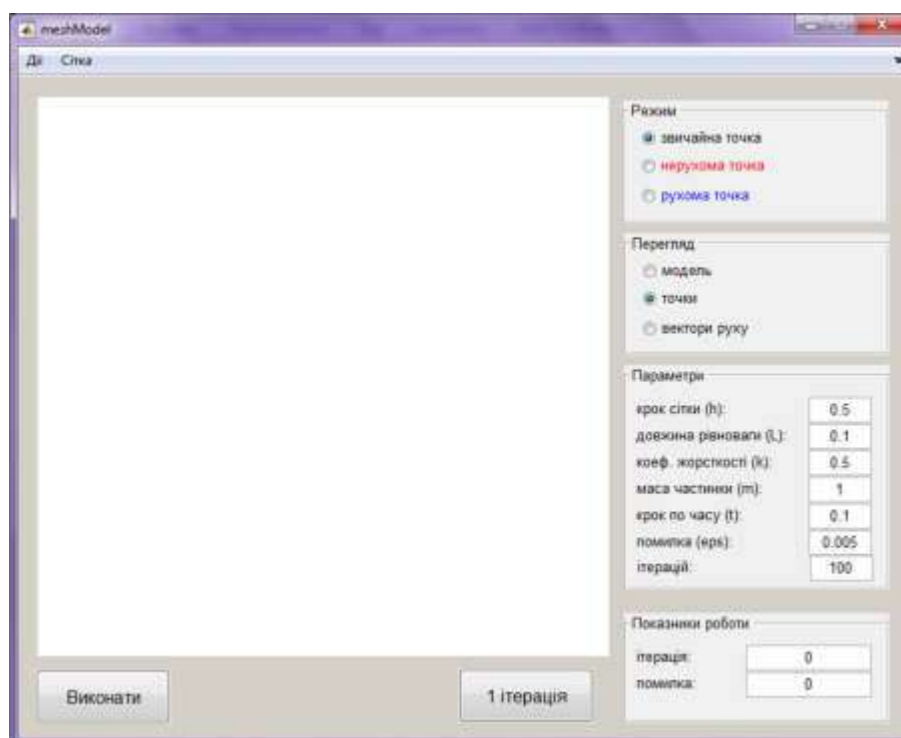 meshModel
Дії Сітка
Режим
звичайна точка
нерухома точка
рухома точка
Перегляд
модель
точки
вектори руху
Параметри
крок сітки (h): 0.5
довжина рівноваги (L): 0.1
коеф. жорсткості (k): 0.5
маса частинки (m): 1
крок по часу (t): 0.1
помилка (eps): 0.005
ітерацій: 100
Показники роботи
ітерація: 0
помилка: 0
Виконати
1 ітерація